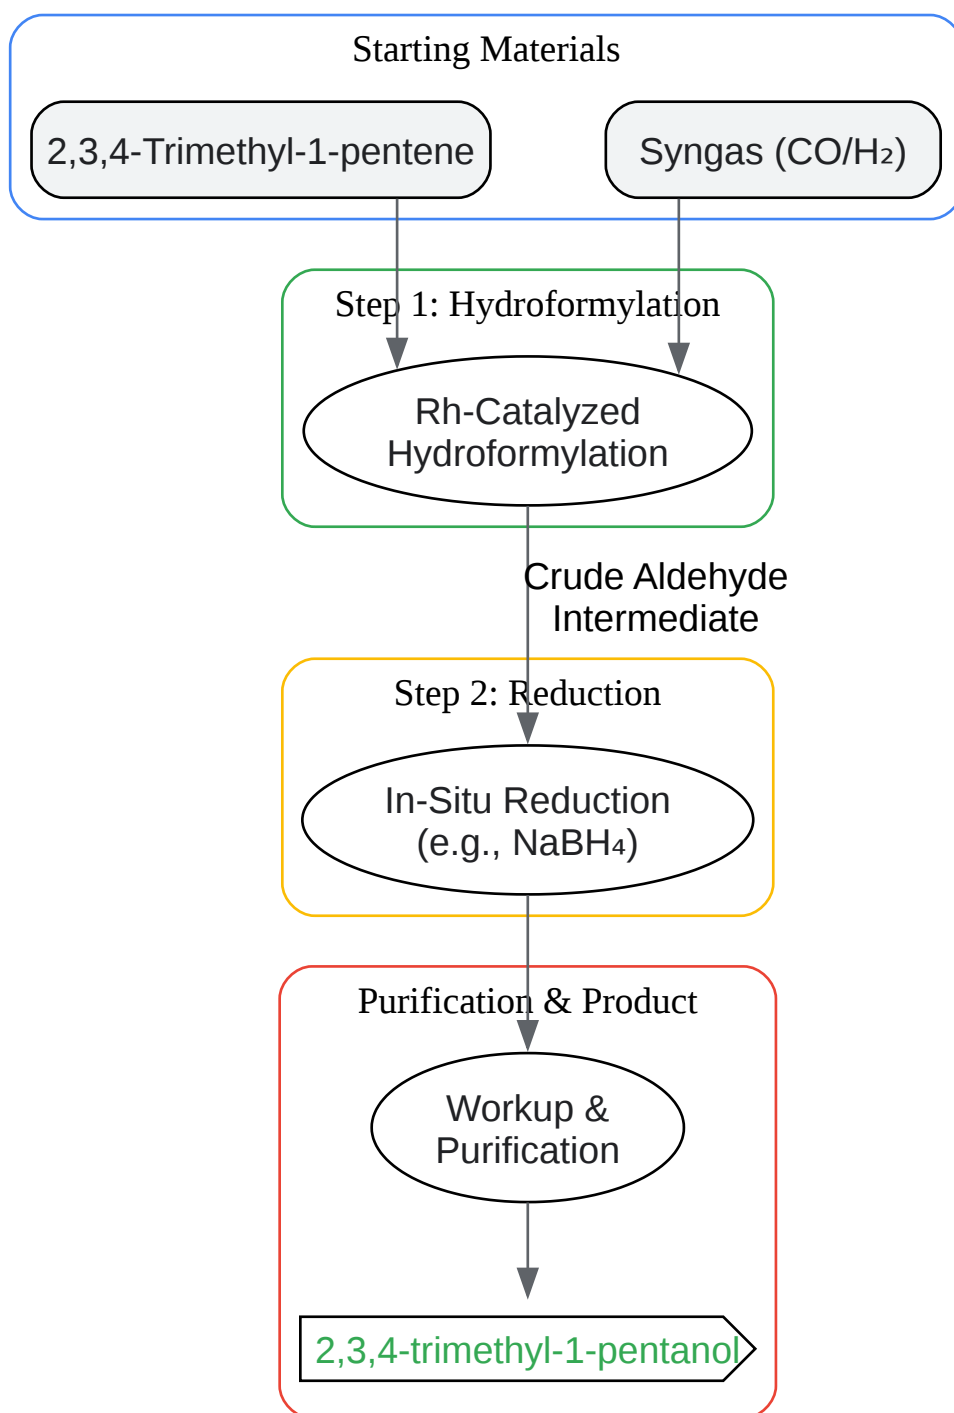 Starting Materials
2,3,4-Trimethyl-1-pentene
Syngas (CO/H₂)
Step 1: Hydroformylation
Rh-Catalyzed
Hydroformylation
Crude Aldehyde
Intermediate
Step 2: Reduction
In-Situ Reduction
(e.g., NaBH₄)
Purification & Product
Workup &
Purification
2,3,4-trimethyl-1-pentanol